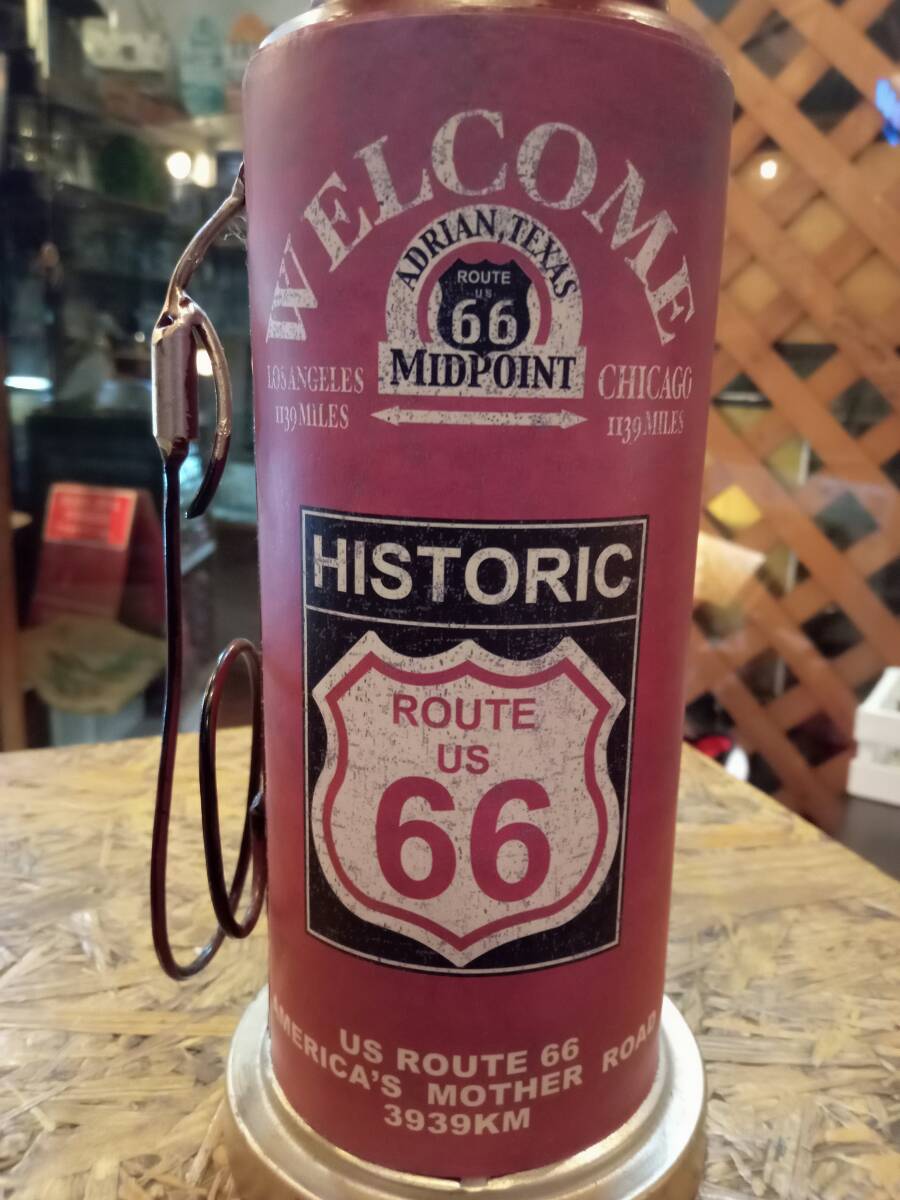 WELCOME
ADRIAN, TEXAS
ROUTE
US
66
MIDPOINT
LOS ANGELES
1139 MILES
CHICAGO
1139 MILES
HISTORIC
ROUTE
US
66
US ROUTE 66
AMERICA'S MOTHER ROAD
3939KM